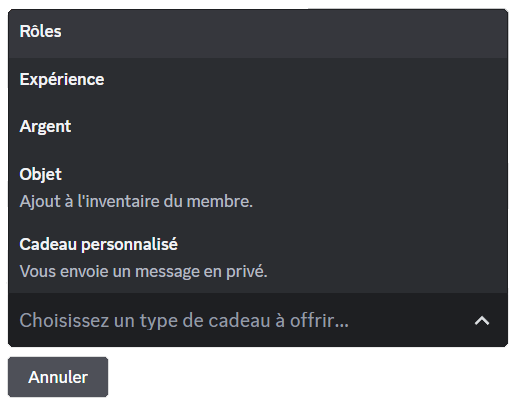 Rôles
Expérience
Argent
Objet
Ajout à l'inventaire du membre.
Cadeau personnalisé
Vous envoie un message en privé.
Choisissez un type de cadeau à offrir...
Annuler